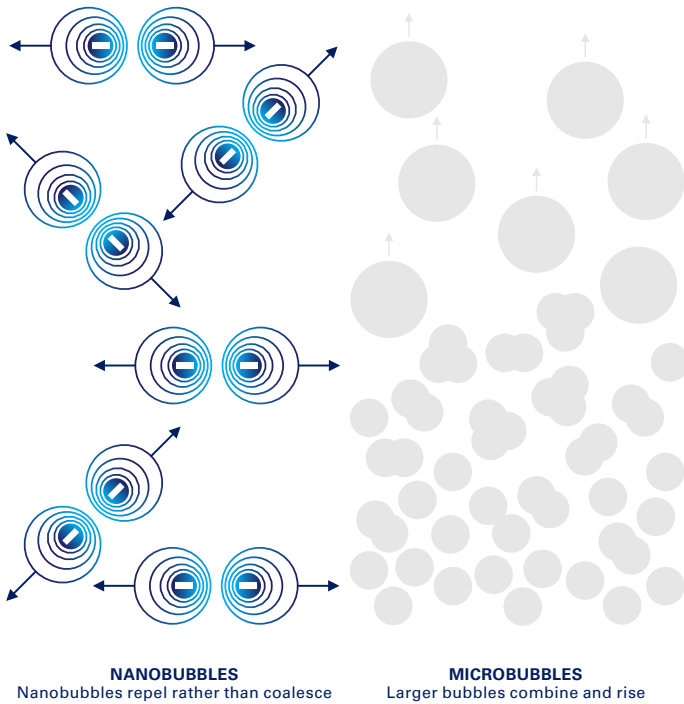 NANOBUBBLES
Nanobubbles repel rather than coalesce
MICROBUBBLES
Larger bubbles combine and rise